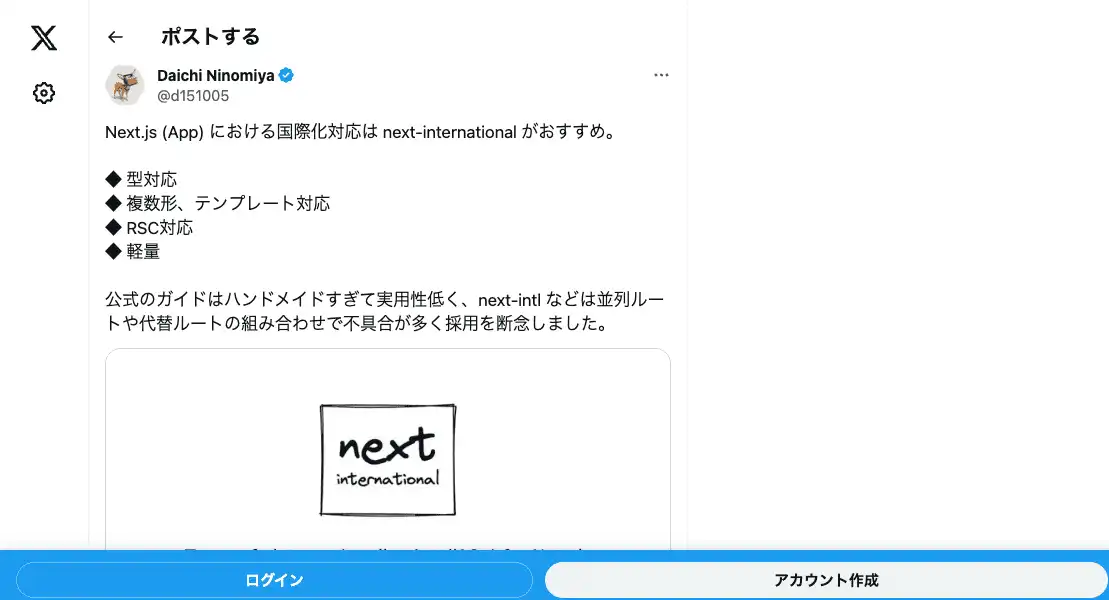 ポストする
Daichi Ninomiya
@d151005
Next.js (App) における国際化対応は next-international がおすすめ。
◆ 型対応
◆ 複数形、テンプレート対応
◆ RSC対応
◆ 軽量
公式のガイドはハンドメイドすぎて実用性低く、next-intl などは並列ルー
トや代替ルートの組み合わせで不具合が多く採用を断念しました。
next
international
ログイン
アカウント作成